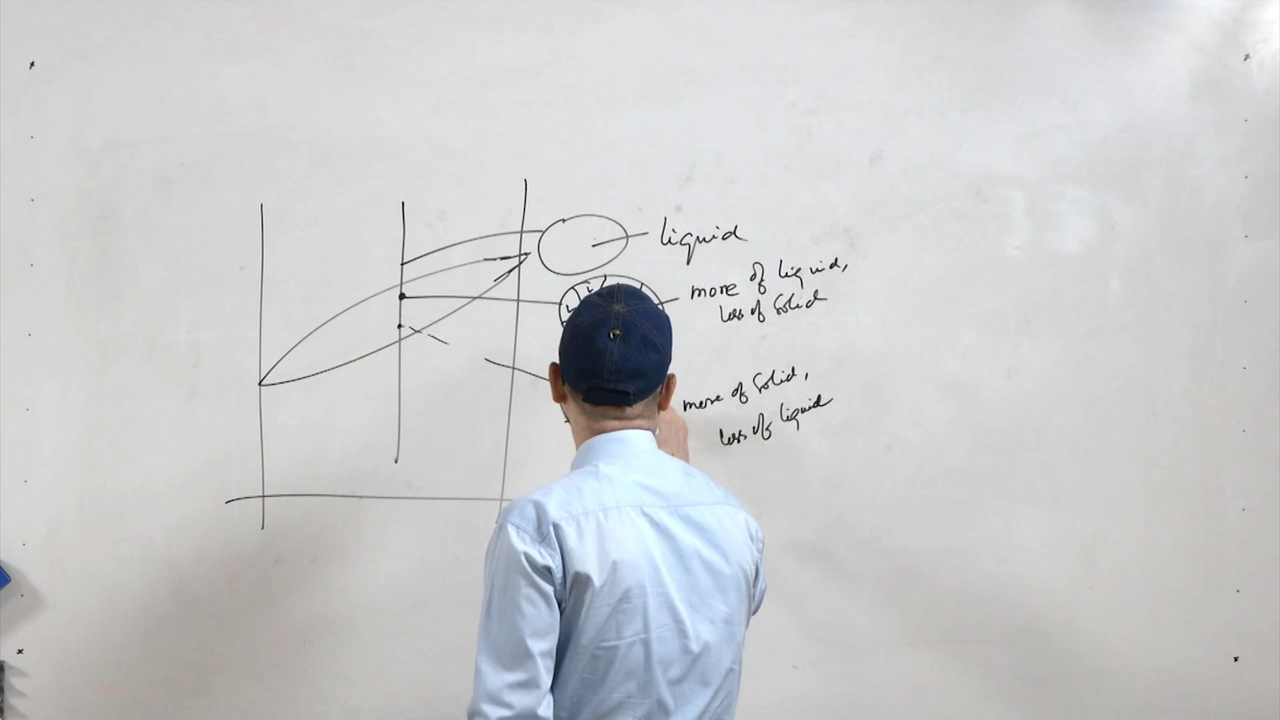 liquid
more of liquid,
less of solid
more of solid,
less of liquid